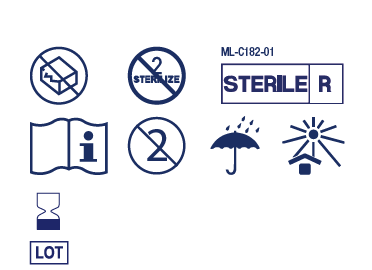 ML-C182-01
2
STERILIZE
STERILE R
i
2
LOT